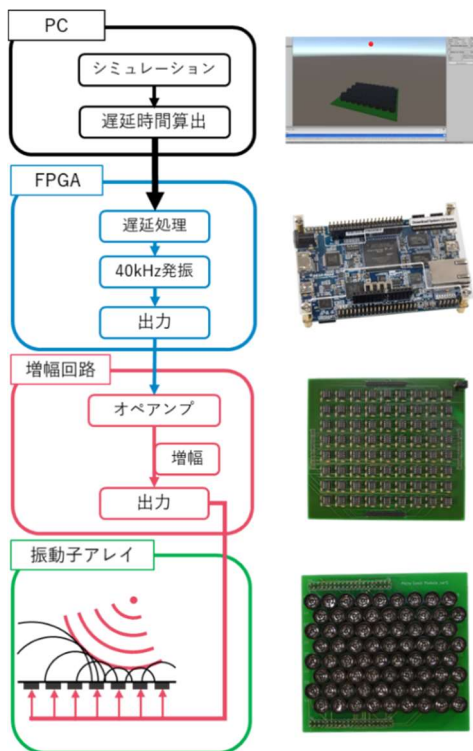 PC
シミュレーション
遅延時間算出
FPGA
遅延処理
40kHz発振
出力
増幅回路
オペアンプ
増幅
出力
振動子アレイ